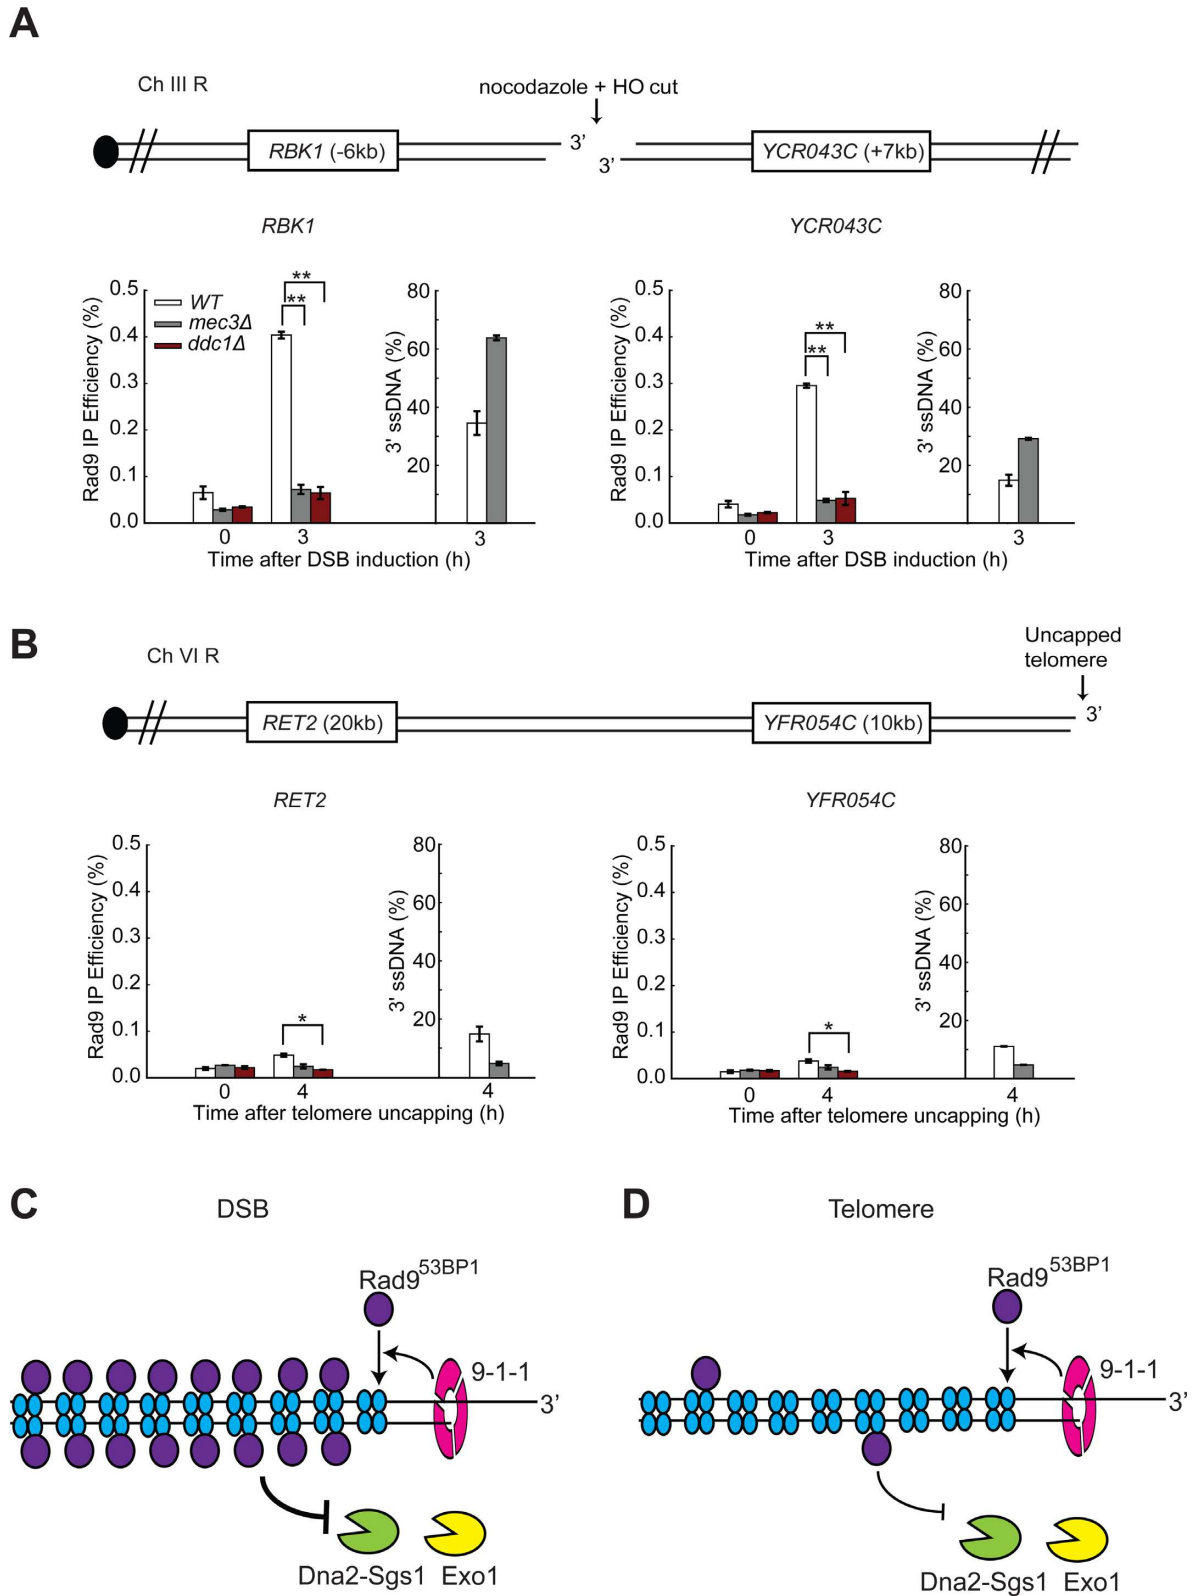 A
Ch III R
nocodazole + HO cut
RBK1 (-6kb)
3’
3’
YCR043C (+7kb)
RBK1
YCR043C
Rad9 IP Efficiency (%)
0.5
0.4
0.3
0.2
0.1
0.0
WT
mec3Δ
ddc1Δ
**
**
0
3
3' ssDNA (%)
80
60
40
20
3
Time after DSB induction (h)
Rad9 IP Efficiency (%)
0.5
0.4
0.3
0.2
0.1
0.0
**
**
0
3
3' ssDNA (%)
80
60
40
20
3
Time after DSB induction (h)
B
Ch VI R
Uncapped
telomere
RET2 (20kb)
YFR054C (10kb)
3’
RET2
YFR054C
Rad9 IP Efficiency (%)
0.5
0.4
0.3
0.2
0.1
0.0
*
0
4
3' ssDNA (%)
80
60
40
20
4
Time after telomere uncapping (h)
Rad9 IP Efficiency (%)
0.5
0.4
0.3
0.2
0.1
0.0
*
0
4
3' ssDNA (%)
80
60
40
20
4
Time after telomere uncapping (h)
C
DSB
Rad9 53BP1
9-1-1
3’
Dna2-Sgs1 Exo1
D
Telomere
Rad9 53BP1
9-1-1
3’
Dna2-Sgs1 Exo1